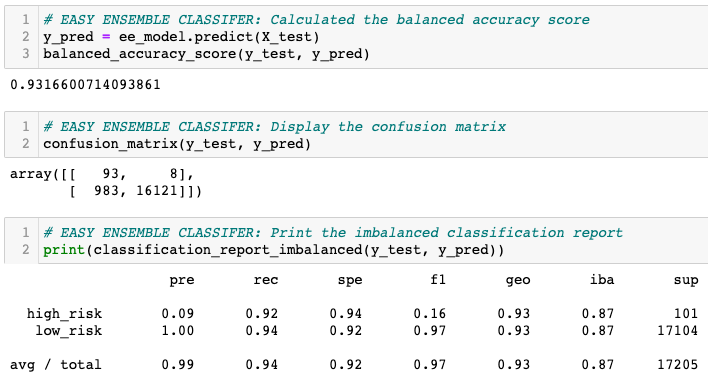 1 # EASY ENSEMBLE CLASSIFER: Calculated the balanced accuracy score
2 y_pred = ee_model.predict(X_test)
3 balanced_accuracy_score(y_test, y_pred)
0.9316600714093861
1 # EASY ENSEMBLE CLASSIFER: Display the confusion matrix
2 confusion_matrix(y_test, y_pred)
array([[   93,     8],
       [  983, 16121]])
1 # EASY ENSEMBLE CLASSIFER: Print the imbalanced classification report
2 print(classification_report_imbalanced(y_test, y_pred))
pre rec spe f1 geo iba sup
high_risk 0.09 0.92 0.94 0.16 0.93 0.87 101
low_risk 1.00 0.94 0.92 0.97 0.93 0.87 17104
avg / total 0.99 0.94 0.92 0.97 0.93 0.87 17205